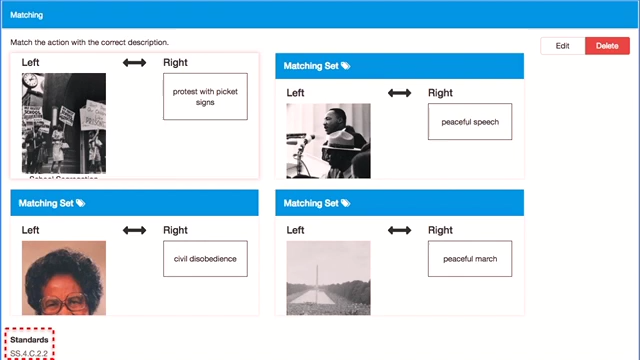 Matching
Match the action with the correct description.
Edit
Delete
Left
Right
protest with picket
signs
School Segregation
Matching Set
Left
Right
peaceful speech
Matching Set
Left
Right
civil disobedience
Matching Set
Left
Right
peaceful march
Standards
SS.4.C.2.2